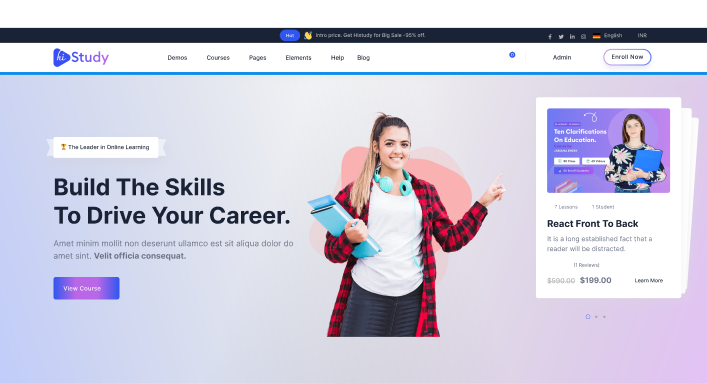 Hot
Intro price. Get Histudy for Big Sale -95% off.
English
INR
hiStudy
Demos
Courses
Pages
Elements
Help
Blog
0
Admin
Enroll Now
🏆 The Leader in Online Learning
Build The Skills
To Drive Your Career.
Amet minim mollit non deserunt ullamco est sit aliqua dolor do
amet sint. Velit officia consequat.
View Course
Ten Clarifications
On Education.
7 Lessons
1 Student
React Front To Back
It is a long established fact that a
reader will be distracted.
(1 Reviews)
$590.00 $199.00
Learn More